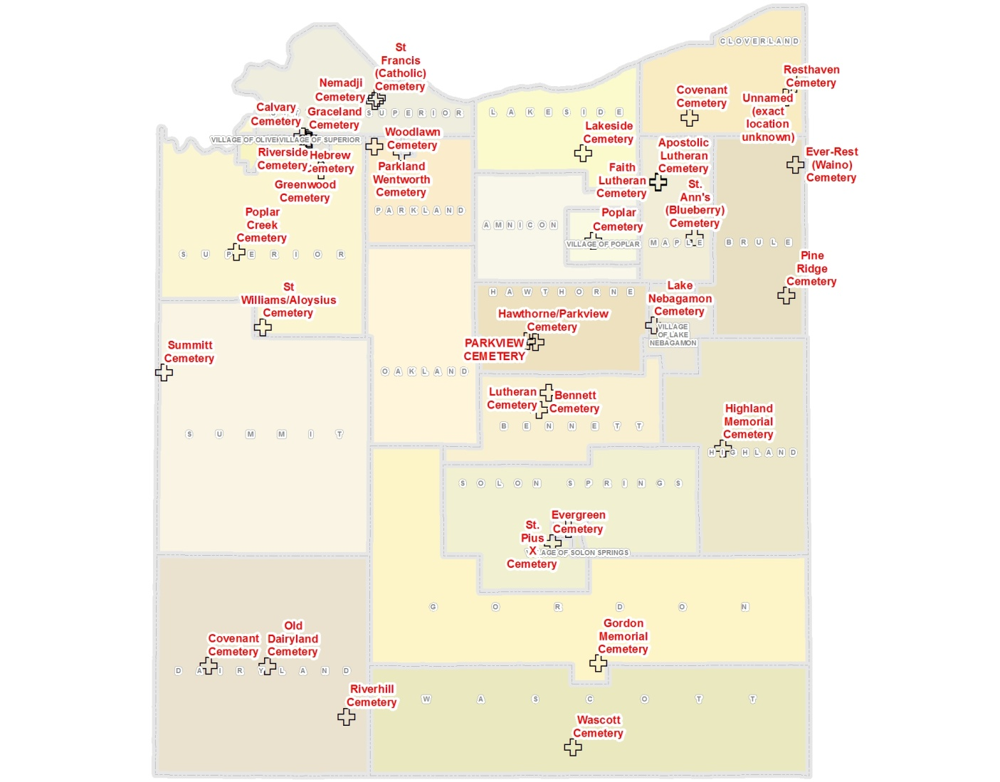 CLOVERLAND
St
Francis
(Catholic)
Cemetery
Resthaven
Cemetery
Nemadji
Cemetery
Covenant
Cemetery
Unnamed
(exact
location
unknown)
Calvary
Cemetery
Graceland
Cemetery
SUPERIOR
LAKESIDE
Lakeside
Cemetery
Woodlawn
Cemetery
VILLAGE OF SUPERIOR
Riverside
Cemetery
Hebrew
Cemetery
Apostolic
Lutheran
Cemetery
Ever-Rest
(Waino)
Cemetery
Parkland
Wentworth
Cemetery
Faith
Lutheran
Cemetery
Greenwood
Cemetery
St.
Ann's
(Blueberry)
Cemetery
PARKLAND
Poplar
Creek
Cemetery
Poplar
Cemetery
AMNICON
VILLAGE OF POPLAR
MAPLE
BRULE
SUPERIOR
Pine
Ridge
Cemetery
St
Williams/Aloysius
Cemetery
HAWTHORNE
Lake
Nebagamon
Cemetery
Hawthorne/Parkview
Cemetery
VILLAGE
OF LAKE
NEBAGAMON
PARKVIEW
CEMETERY
Summitt
Cemetery
OAKLAND
Lutheran
Cemetery
Bennett
Cemetery
Highland
Memorial
Cemetery
BENNETT
SUMMIT
HIGHLAND
SOLON SPRINGS
Evergreen
Cemetery
St.
Pius
X
Cemetery
VILLAGE OF SOLON SPRINGS
GORDON
Gordon
Memorial
Cemetery
Old
Dairyland
Cemetery
Covenant
Cemetery
DAIRYLAND
Riverhill
Cemetery
WASCOTT
Wascott
Cemetery